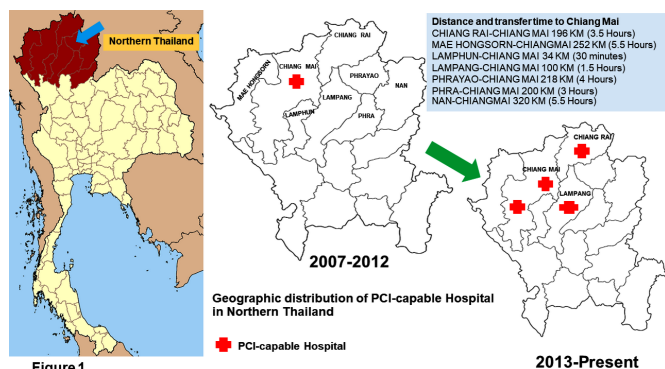 Northern Thailand
CHIANG RAI
CHIANG MAI
MAE HONGSORN
PHRAYAO
NAN
LAMPANG
LAMPHUN
PHRA
2007-2012
Distance and transfer time to Chiang Mai
CHIANG RAI-CHIANG MAI 196 KM (3.5 Hours)
MAE HONGSORN-CHIANGMAI 252 KM (5.5 Hours)
LAMPHUN-CHIANG MAI 34 KM (30 minutes)
LAMPANG-CHIANG MAI 100 KM (1.5 Hours)
PHRAYAO-CHIANG MAI 218 KM (4 Hours)
PHRA-CHIANG MAI 200 KM (3 Hours)
NAN-CHIANGMAI 320 KM (5.5 Hours)
CHIANG RAI
CHIANG MAI
LAMPANG
Geographic distribution of PCI-capable Hospital
in Northern Thailand
PCI-capable Hospital
2013-Present
Figure 1